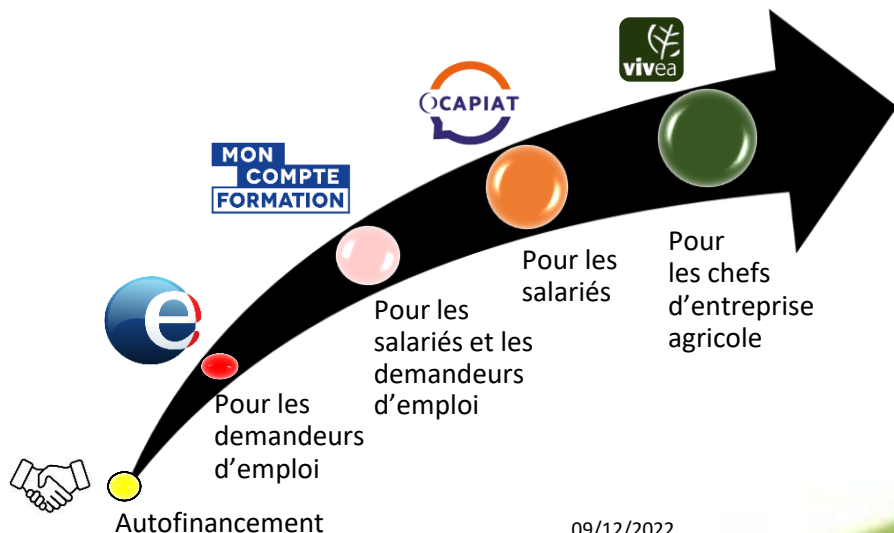 vivea
OCAPIAT
MON
COMPTE
FORMATION
e
Pour
les chefs
d’entreprise
agricole
Pour les
salariés
Pour les
salariés et les
demandeurs
d’emploi
Pour les
demandeurs
d’emploi
Autofinancement
09/12/2022